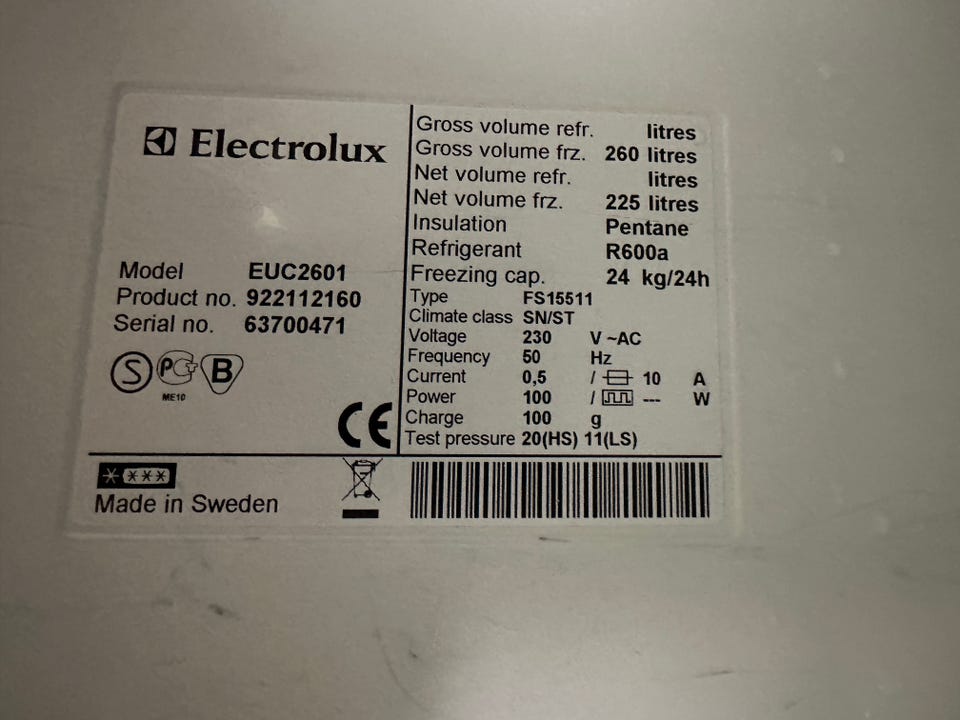 Electrolux
Model EUC2601
Product no. 922112160
Serial no. 63700471
S PCT B
ME10
CE
Gross volume refr. litres
Gross volume frz. 260 litres
Net volume refr. litres
Net volume frz. 225 litres
Insulation Pentane
Refrigerant R600a
Freezing cap. 24 kg/24h
Type FS15511
Climate class SN/ST
Voltage 230 V ~AC
Frequency 50 Hz
Current 0,5 / 10 A
Power 100 / --- W
Charge 100 g
Test pressure 20(HS) 11(LS)
Made in Sweden